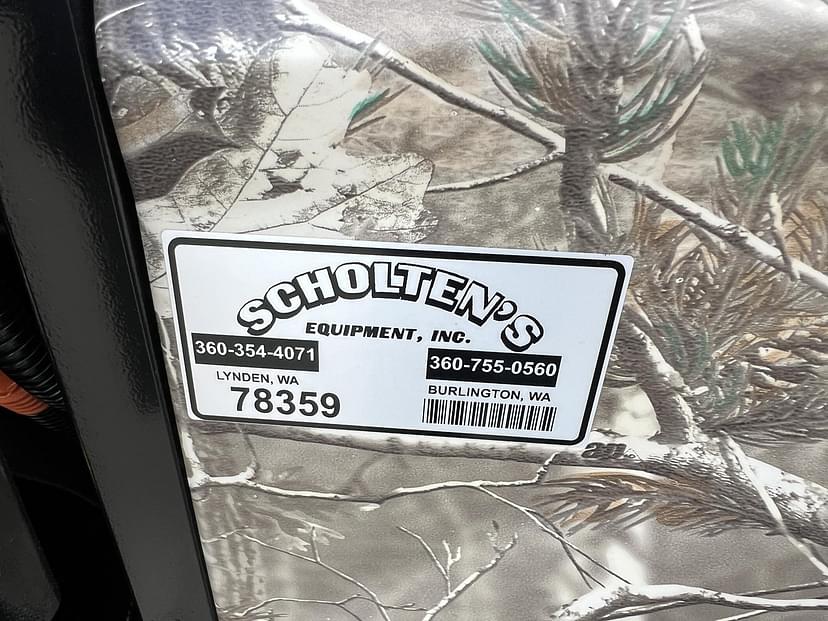 SCHOLTEN'S
EQUIPMENT, INC.
360-354-4071
LYNDEN, WA
78359
360-755-0560
BURLINGTON, WA